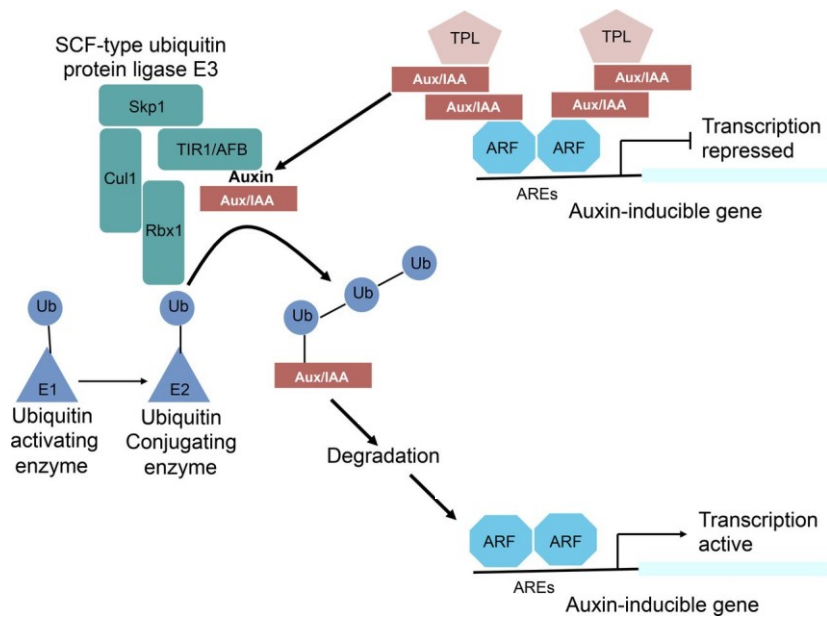 SCF-type ubiquitin
protein ligase E3
Skp1
TIR1/AFB
Cul1
Auxin
Aux/IAA
Rbx1
TPL
TPL
Aux/IAA
Aux/IAA
Aux/IAA
Aux/IAA
ARF
ARF
Transcription
repressed
AREs
Auxin-inducible gene
Ub
Ub
Ub
Ub
Ub
E1
E2
Aux/IAA
Ubiquitin
activating
enzyme
Ubiquitin
Conjugating
enzyme
Degradation
ARF
ARF
Transcription
active
AREs
Auxin-inducible gene